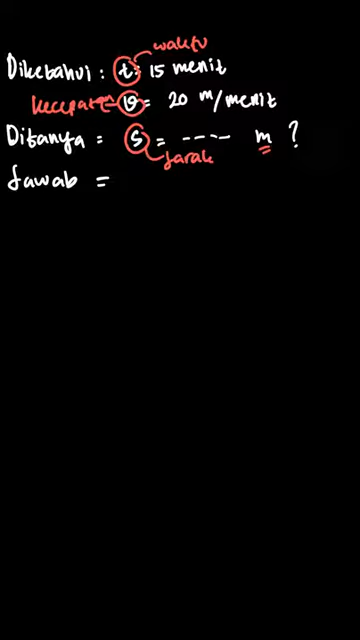 waktu
Diketahui : t = 15 menit
kecepatan v = 20 m/menit
Ditanya = S = ---- m ?
Jarak
Jawab =